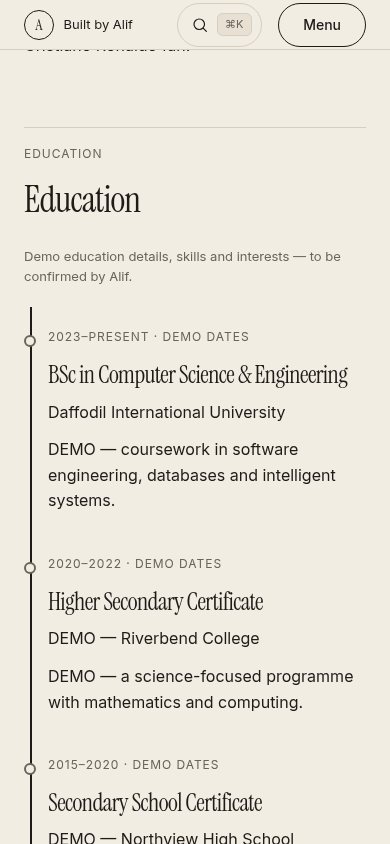 A Built by Alif ⌘K Menu
Cristiano Ronaldo fan.
EDUCATION
Education
Demo education details, skills and interests — to be
confirmed by Alif.
2023–PRESENT · DEMO DATES
BSc in Computer Science & Engineering
Daffodil International University
DEMO — coursework in software
engineering, databases and intelligent
systems.
2020–2022 · DEMO DATES
Higher Secondary Certificate
DEMO — Riverbend College
DEMO — a science-focused programme
with mathematics and computing.
2015–2020 · DEMO DATES
Secondary School Certificate
DEMO — Northview High School